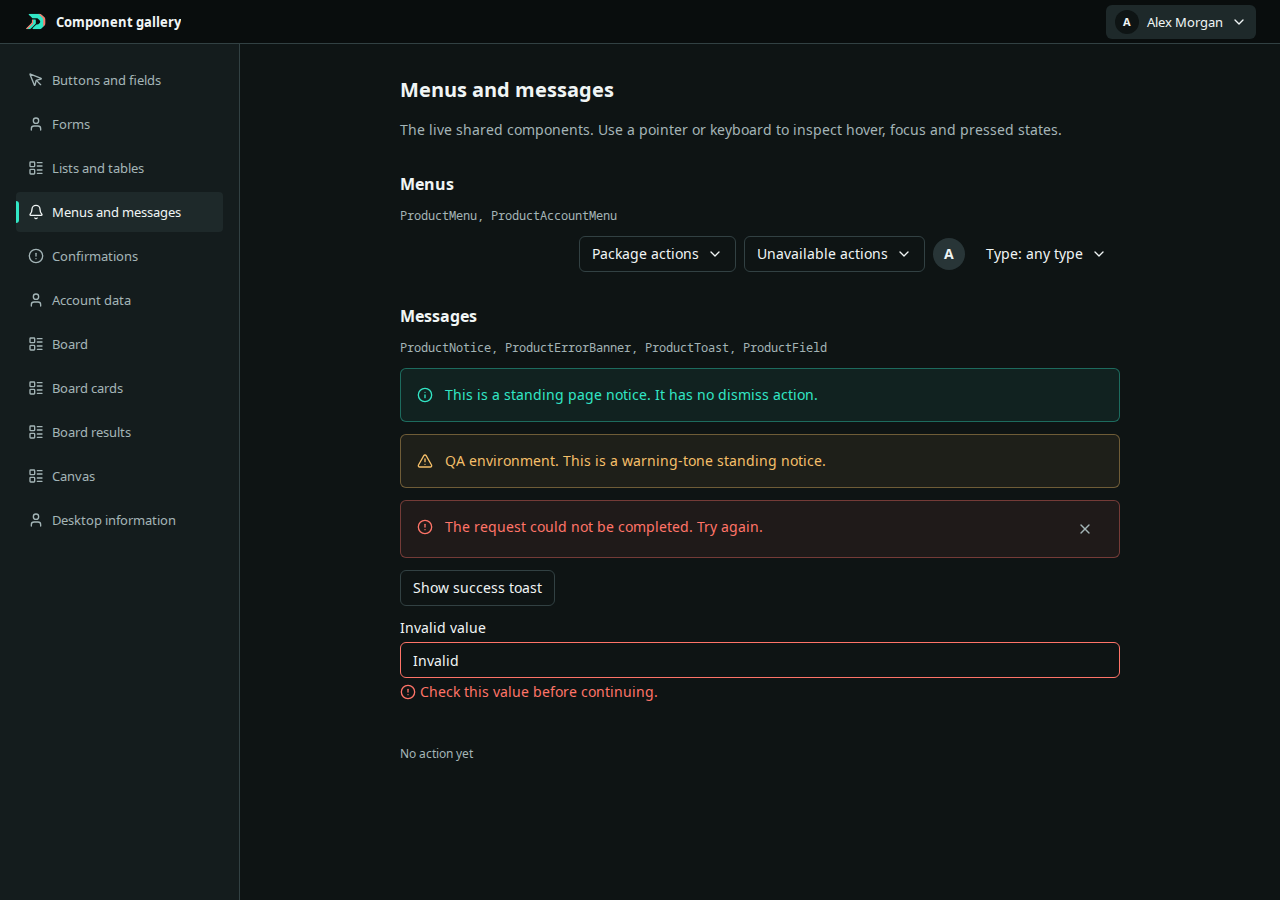 Component gallery
A Alex Morgan
Buttons and fields
Forms
Lists and tables
Menus and messages
Confirmations
Account data
Board
Board cards
Board results
Canvas
Desktop information
Menus and messages
The live shared components. Use a pointer or keyboard to inspect hover, focus and pressed states.
Menus
ProductMenu, ProductAccountMenu
Package actions Unavailable actions A Type: any type
Messages
ProductNotice, ProductErrorBanner, ProductToast, ProductField
This is a standing page notice. It has no dismiss action.
QA environment. This is a warning-tone standing notice.
The request could not be completed. Try again.
Show success toast
Invalid value
Invalid
Check this value before continuing.
No action yet